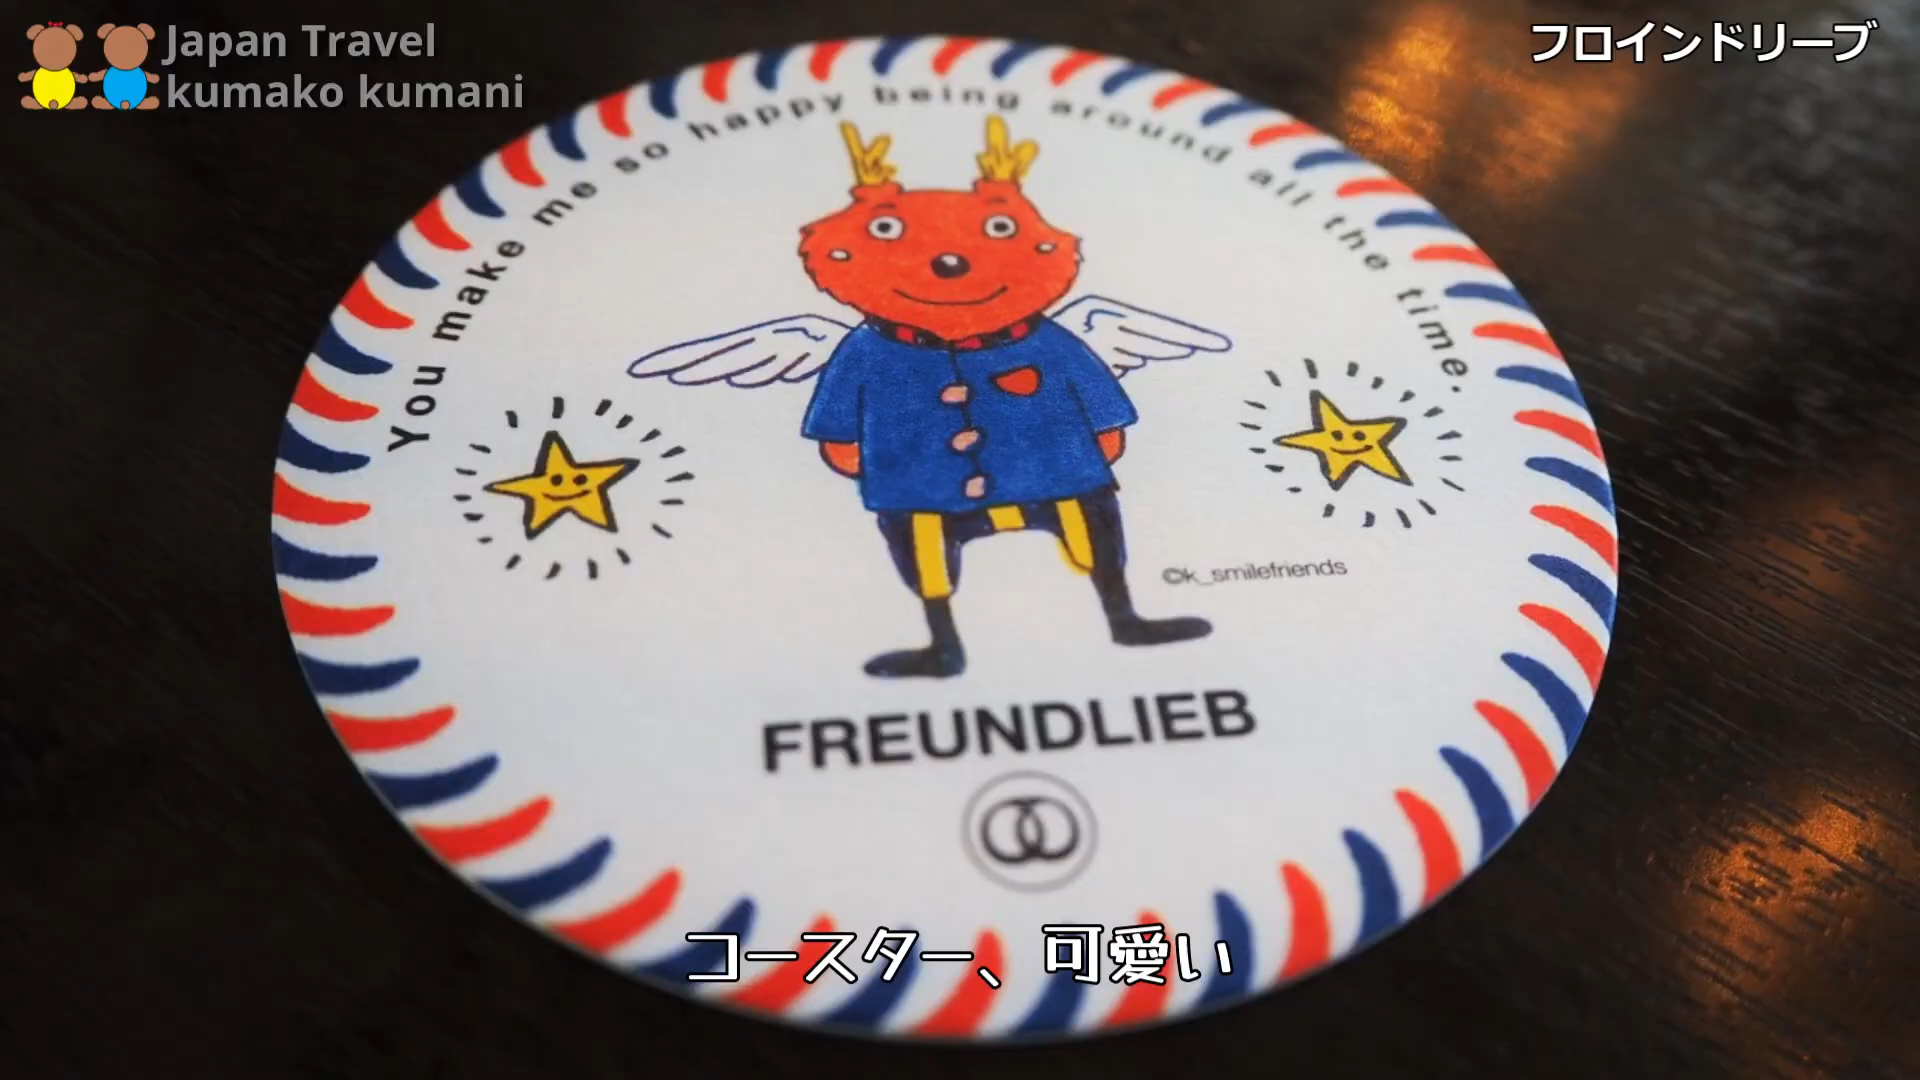 Japan Travel
kumako kumani
フロインドリーブ
You make me so happy being around all the time.
©k_smilefriends
FREUNDLIEB
コースター、可愛い